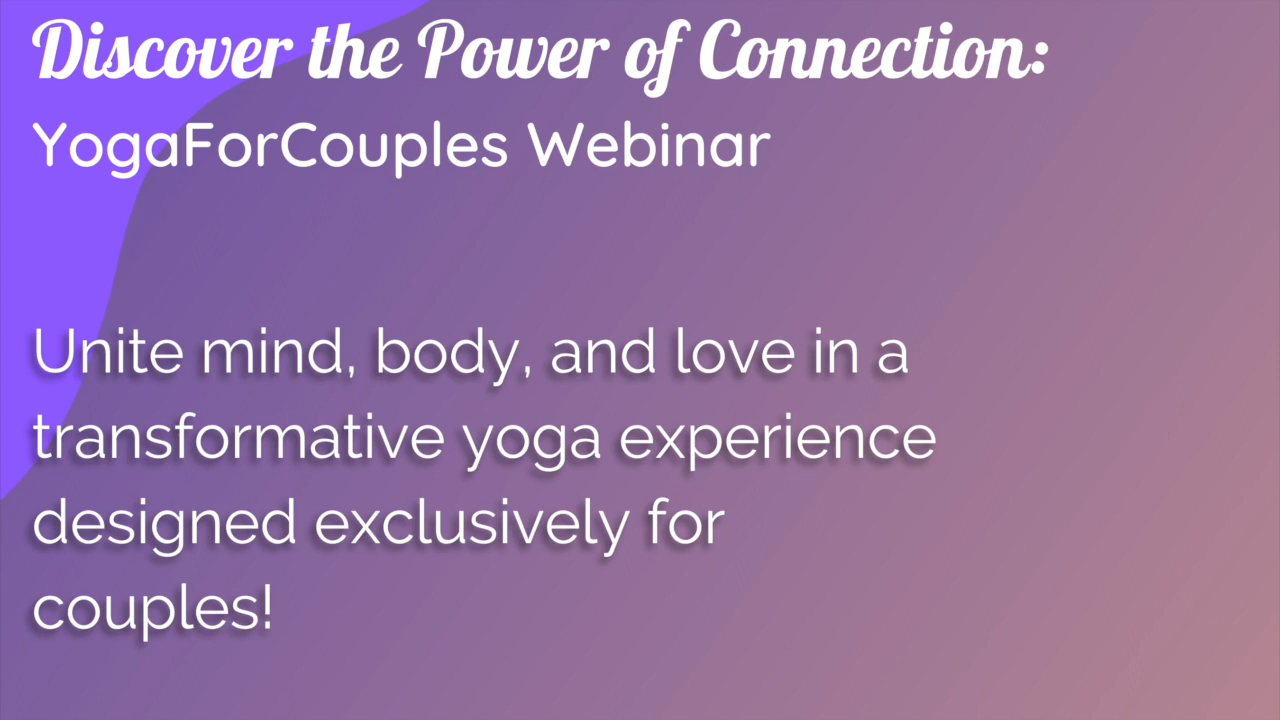 Discover the Power of Connection:
YogaForCouples Webinar
Unite mind, body, and love in a
transformative yoga experience
designed exclusively for
couples!